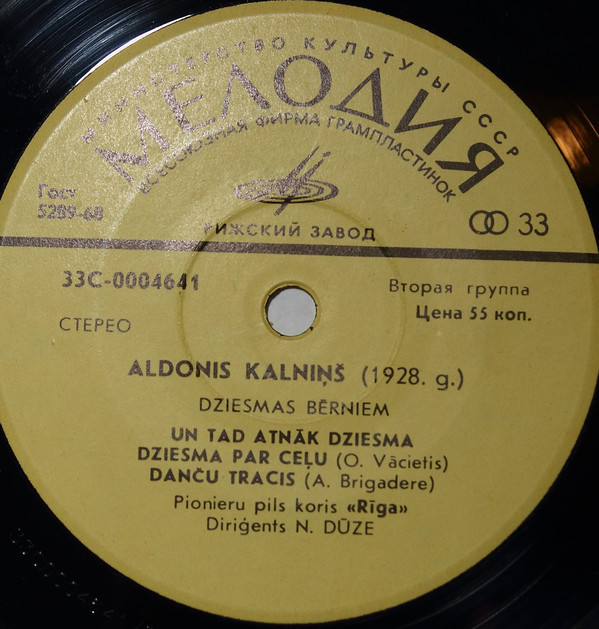 МИНИСТЕРСТВО КУЛЬТУРЫ СССР
МЕЛОДИЯ
ВСЕСОЮЗНАЯ ФИРМА ГРАМПЛАСТИНОК
Гост
5289-68
РИЖСКИЙ ЗАВОД
33
33С-0004641
Вторая группа
Цена 55 коп.
СТЕРЕО
ALDONIS KALNIŅŠ (1928. g.)
DZIESMAS BĒRNIEM
UN TAD ATNĀK DZIESMA
DZIESMA PAR CEĻU (O. Vācietis)
DANČU TRACIS (A. Brigadere)
Pionieru pils koris «Rīga»
Diriģents N. DŪZE